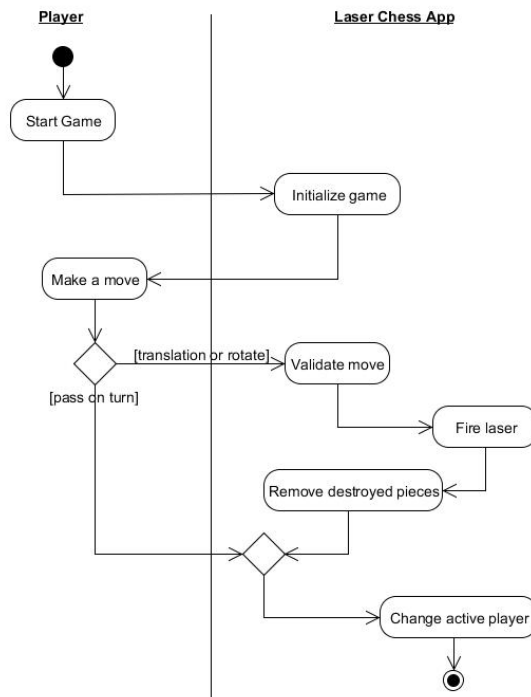 Player
Laser Chess App
Start Game
Initialize game
Make a move
[translation or rotate]
Validate move
[pass on turn]
Fire laser
Remove destroyed pieces
Change active player